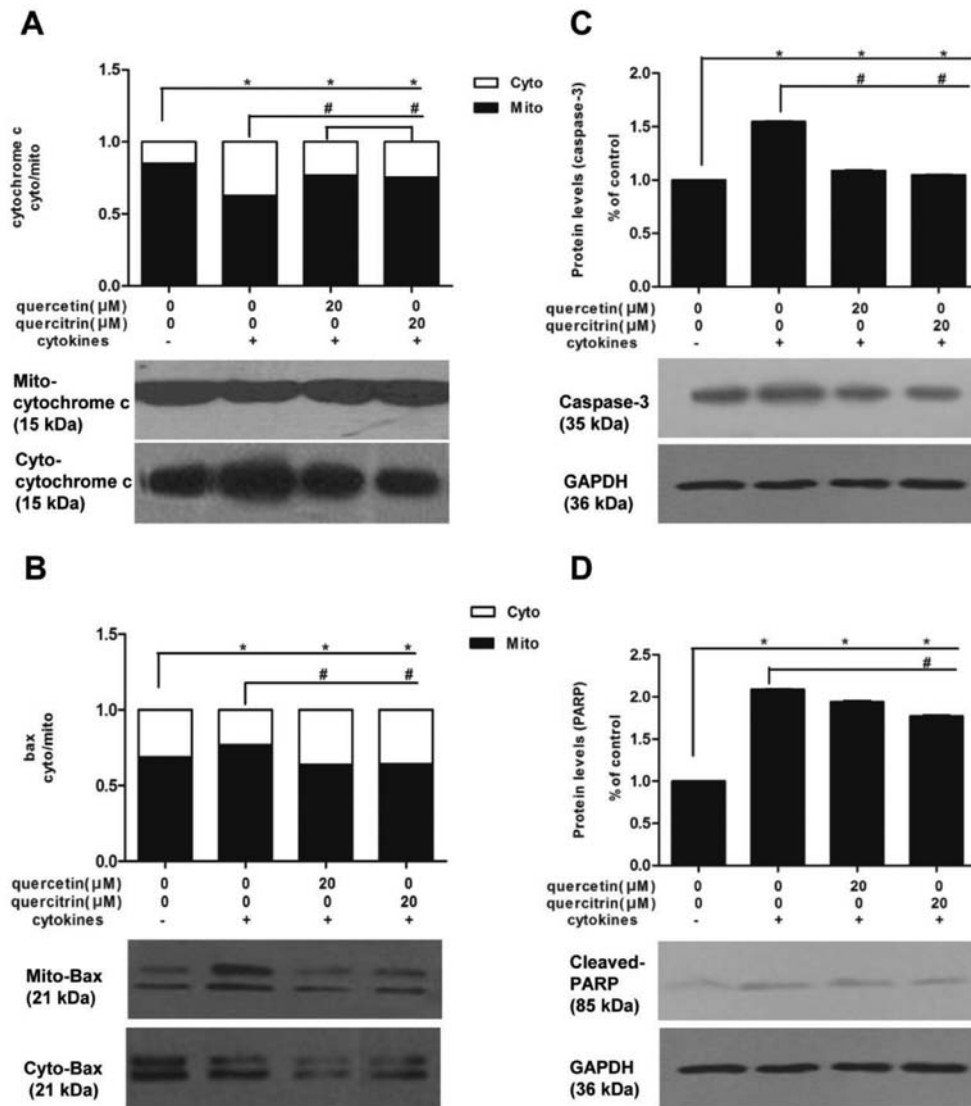 A
cytochrome c
cyto/mito
1.5
1.0
0.5
0.0
* * *
# #
Cyto
Mito
quercetin(μM) 0 0 20 0
quercitrin(μM) 0 0 0 20
cytokines - + + +
Mito-
cytochrome c
(15 kDa)
Cyto-
cytochrome c
(15 kDa)
B
bax
cyto/mito
1.5
1.0
0.5
0.0
* * *
# #
Cyto
Mito
quercetin(μM) 0 0 20 0
quercitrin(μM) 0 0 0 20
cytokines - + + +
Mito-Bax
(21 kDa)
Cyto-Bax
(21 kDa)
C
Protein levels (caspase-3)
% of control
2.0
1.5
1.0
0.5
0.0
* * *
# #
quercetin(μM) 0 0 20 0
quercitrin(μM) 0 0 0 20
cytokines - + + +
Caspase-3
(35 kDa)
GAPDH
(36 kDa)
D
Protein levels (PARP)
% of control
2.5
2.0
1.5
1.0
0.5
0.0
* * *
#
quercetin(μM) 0 0 20 0
quercitrin(μM) 0 0 0 20
cytokines - + + +
Cleaved-
PARP
(85 kDa)
GAPDH
(36 kDa)